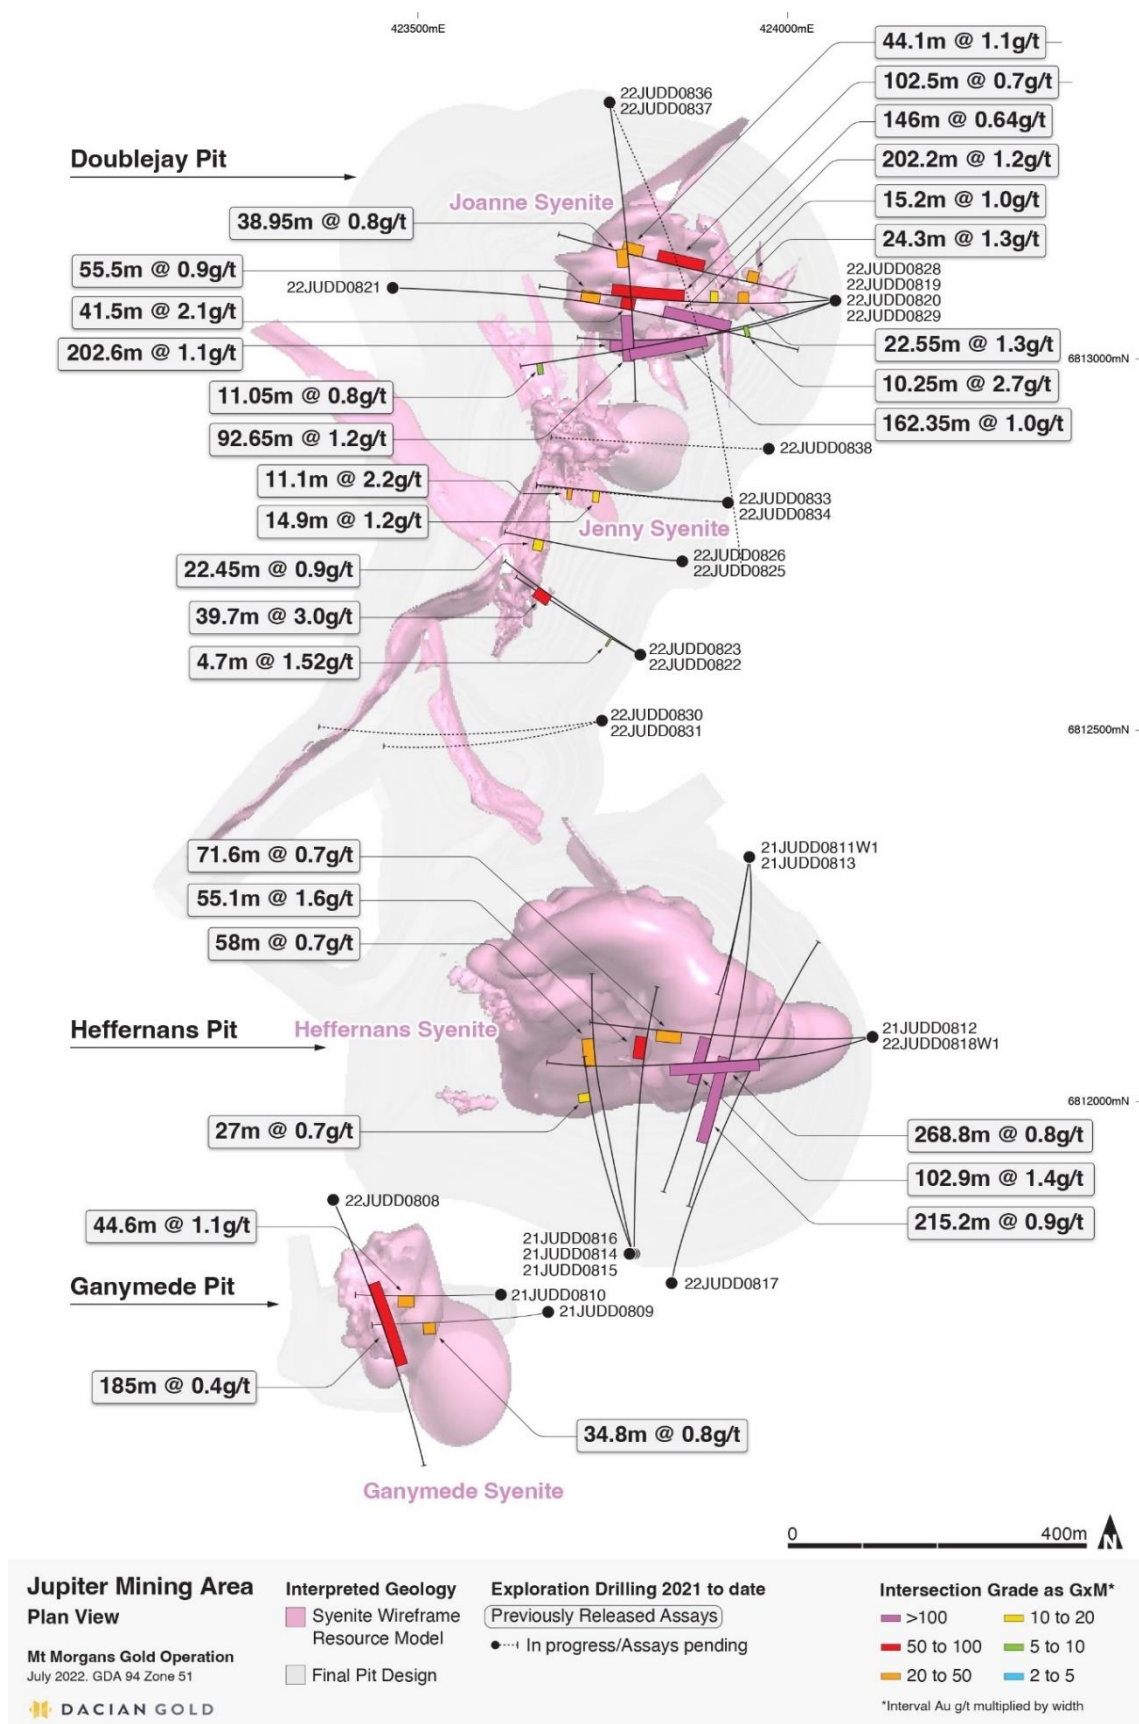 423500mE
424000mE
44.1m @ 1.1g/t
102.5m @ 0.7g/t
146m @ 0.64g/t
202.2m @ 1.2g/t
15.2m @ 1.0g/t
24.3m @ 1.3g/t
22JUDD0836
22JUDD0837
Doublejay Pit
Joanne Syenite
38.95m @ 0.8g/t
55.5m @ 0.9g/t
22JUDD0821
41.5m @ 2.1g/t
202.6m @ 1.1g/t
22JUDD0828
22JUDD0819
22JUDD0820
22JUDD0829
22.55m @ 1.3g/t
6813000mN
10.25m @ 2.7g/t
162.35m @ 1.0g/t
11.05m @ 0.8g/t
92.65m @ 1.2g/t
22JUDD0838
11.1m @ 2.2g/t
14.9m @ 1.2g/t
22JUDD0833
22JUDD0834
Jenny Syenite
22.45m @ 0.9g/t
22JUDD0826
22JUDD0825
39.7m @ 3.0g/t
4.7m @ 1.52g/t
22JUDD0823
22JUDD0822
22JUDD0830
22JUDD0831
6812500mN
71.6m @ 0.7g/t
55.1m @ 1.6g/t
58m @ 0.7g/t
21JUDD0811W1
21JUDD0813
Heffernans Pit
Heffernans Syenite
21JUDD0812
22JUDD0818W1
6812000mN
27m @ 0.7g/t
268.8m @ 0.8g/t
102.9m @ 1.4g/t
215.2m @ 0.9g/t
22JUDD0808
44.6m @ 1.1g/t
21JUDD0816
21JUDD0814
21JUDD0815
22JUDD0817
Ganymede Pit
21JUDD0810
21JUDD0809
185m @ 0.4g/t
34.8m @ 0.8g/t
Ganymede Syenite
0
400m
N
Jupiter Mining Area
Plan View
Mt Morgans Gold Operation
July 2022. GDA 94 Zone 51
DACIAN GOLD
Interpreted Geology
Syenite Wireframe
Resource Model
Final Pit Design
Exploration Drilling 2021 to date
Previously Released Assays
In progress/Assays pending
Intersection Grade as GxM*
>100
50 to 100
20 to 50
10 to 20
5 to 10
2 to 5
*Interval Au g/t multiplied by width